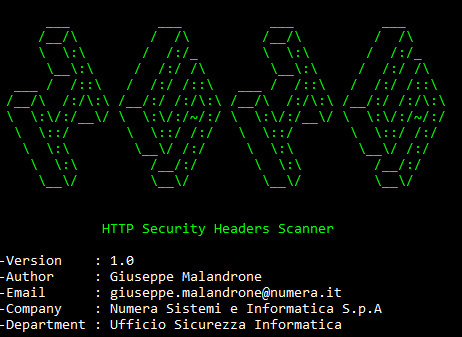 HSHS
HTTP Security Headers Scanner
-Version : 1.0
-Author : Giuseppe Malandrone
-Email : giuseppe.malandrone@numera.it
-Company : Numera Sistemi e Informatica S.p.A
-Department : Ufficio Sicurezza Informatica